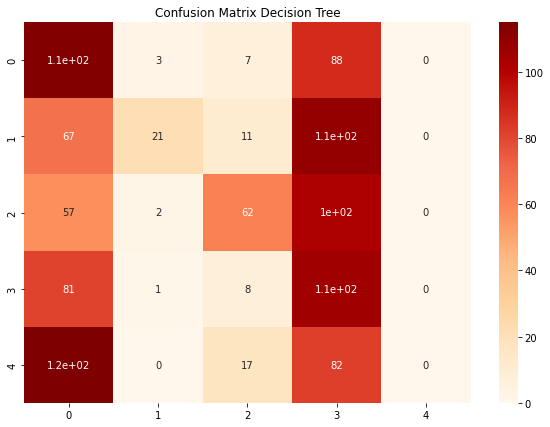 Confusion Matrix Decision Tree
0 1.1e+02 3 7 88 0
1 67 21 11 1.1e+02 0
2 57 2 62 1e+02 0
3 81 1 8 1.1e+02 0
4 1.2e+02 0 17 82 0
0 1 2 3 4
100
80
60
40
20
0